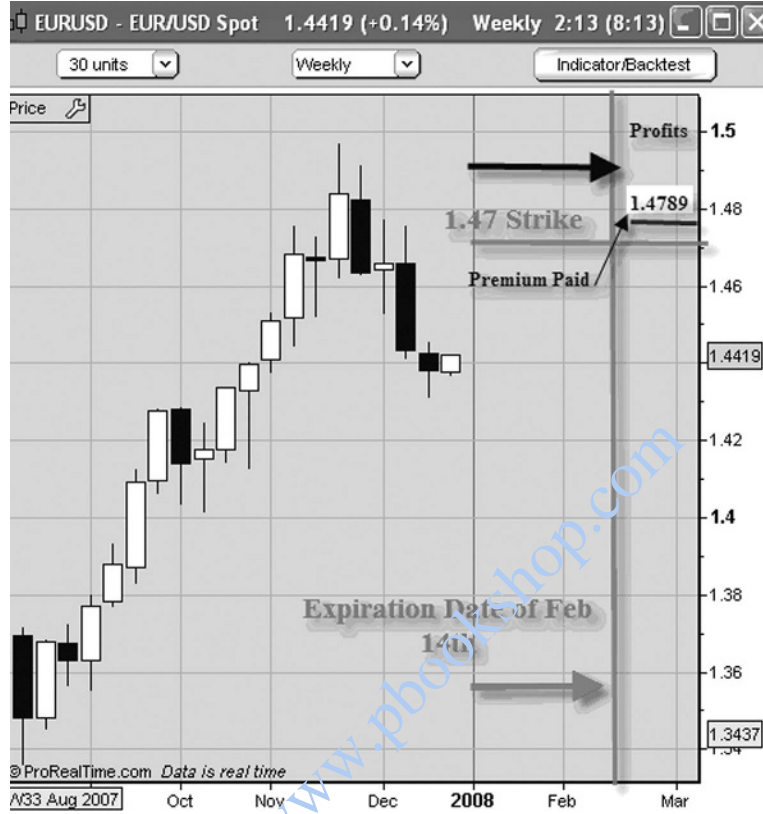 EURUSD - EUR/USD Spot 1.4419 (+0.14%) Weekly 2:13 (8:13)
30 units Weekly Indicator/Backtest
Price
Profits
1.5
1.4789
1.48
1.47 Strike
Premium Paid
1.46
1.4419
1.42
1.4
1.38
Expiration Date of Feb
14th
1.36
1.3437
1.34
© ProRealTime.com Data is real time
W33 Aug 2007 Oct Nov Dec 2008 Feb Mar
www.pbookshop.com